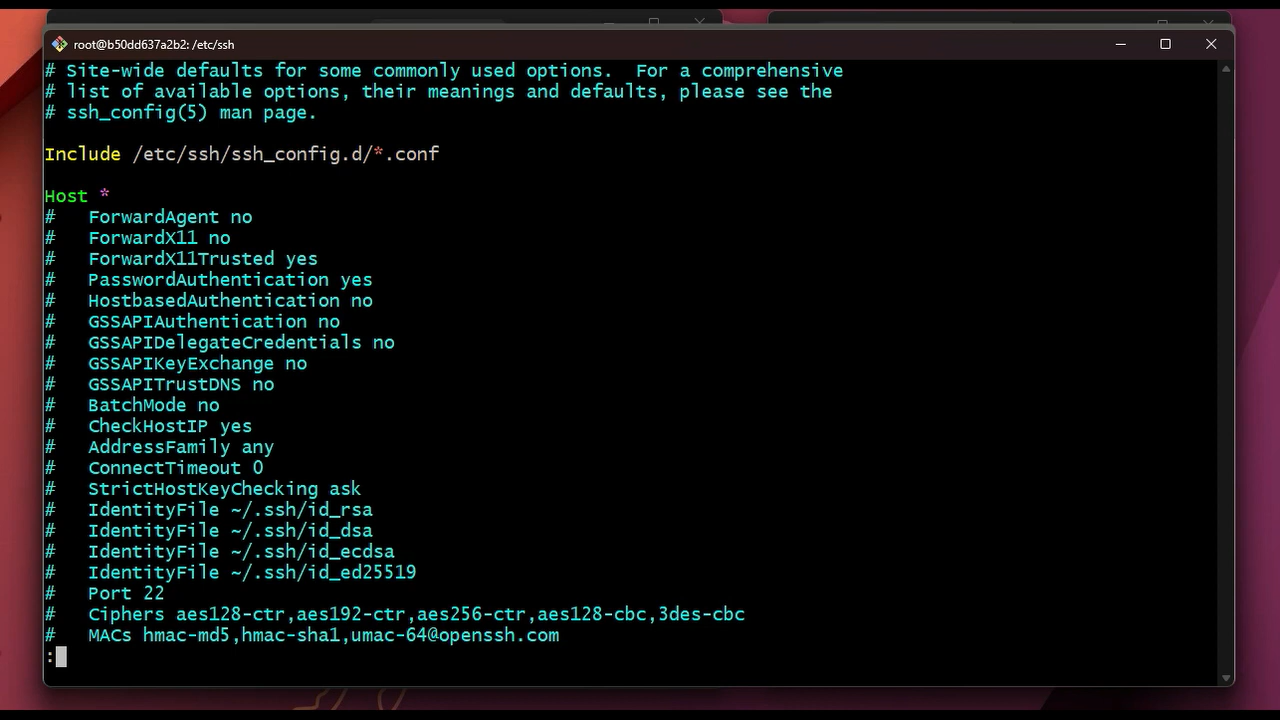 root@b50dd637a2b2: /etc/ssh
# Site-wide defaults for some commonly used options.  For a comprehensive
# list of available options, their meanings and defaults, please see the
# ssh_config(5) man page.
Include /etc/ssh/ssh_config.d/*.conf
Host *
#   ForwardAgent no
#   ForwardX11 no
#   ForwardX11Trusted yes
#   PasswordAuthentication yes
#   HostbasedAuthentication no
#   GSSAPIAuthentication no
#   GSSAPIDelegateCredentials no
#   GSSAPIKeyExchange no
#   GSSAPITrustDNS no
#   BatchMode no
#   CheckHostIP yes
#   AddressFamily any
#   ConnectTimeout 0
#   StrictHostKeyChecking ask
#   IdentityFile ~/.ssh/id_rsa
#   IdentityFile ~/.ssh/id_dsa
#   IdentityFile ~/.ssh/id_ecdsa
#   IdentityFile ~/.ssh/id_ed25519
#   Port 22
#   Ciphers aes128-ctr,aes192-ctr,aes256-ctr,aes128-cbc,3des-cbc
#   MACs hmac-md5,hmac-sha1,umac-64@openssh.com
: